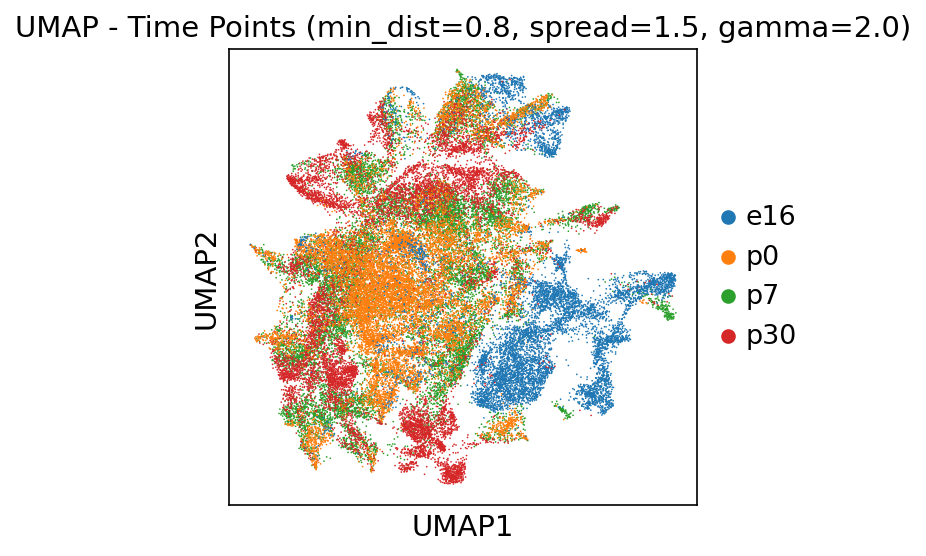 UMAP - Time Points (min_dist=0.8, spread=1.5, gamma=2.0)
UMAP2
e16
p0
p7
p30
UMAP1